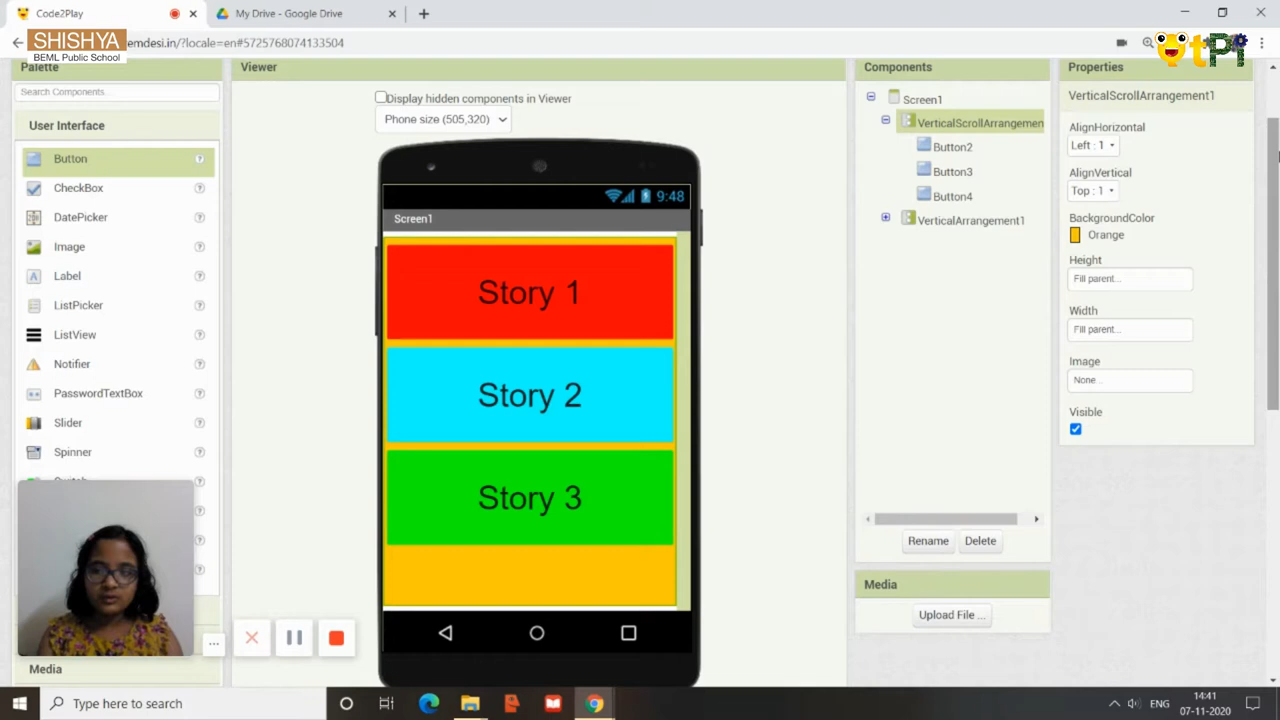 Code2Play
My Drive - Google Drive
SHISHYA
BEML Public School
emdesi.in/?locale=en#5725768074133504
OtPi
Palette
Viewer
Components
Properties
Search Components...
User Interface
Button
CheckBox
DatePicker
Image
Label
ListPicker
ListView
Notifier
PasswordTextBox
Slider
Spinner
Media
Display hidden components in Viewer
Phone size (505,320)
9:48
Screen1
Story 1
Story 2
Story 3
Screen1
VerticalScrollArrangemen
Button2
Button3
Button4
VerticalArrangement1
Rename
Delete
Media
Upload File ...
VerticalScrollArrangement1
AlignHorizontal
Left : 1
AlignVertical
Top : 1
BackgroundColor
Orange
Height
Fill parent...
Width
Fill parent...
Image
None...
Visible
Type here to search
ENG
14:41
07-11-2020